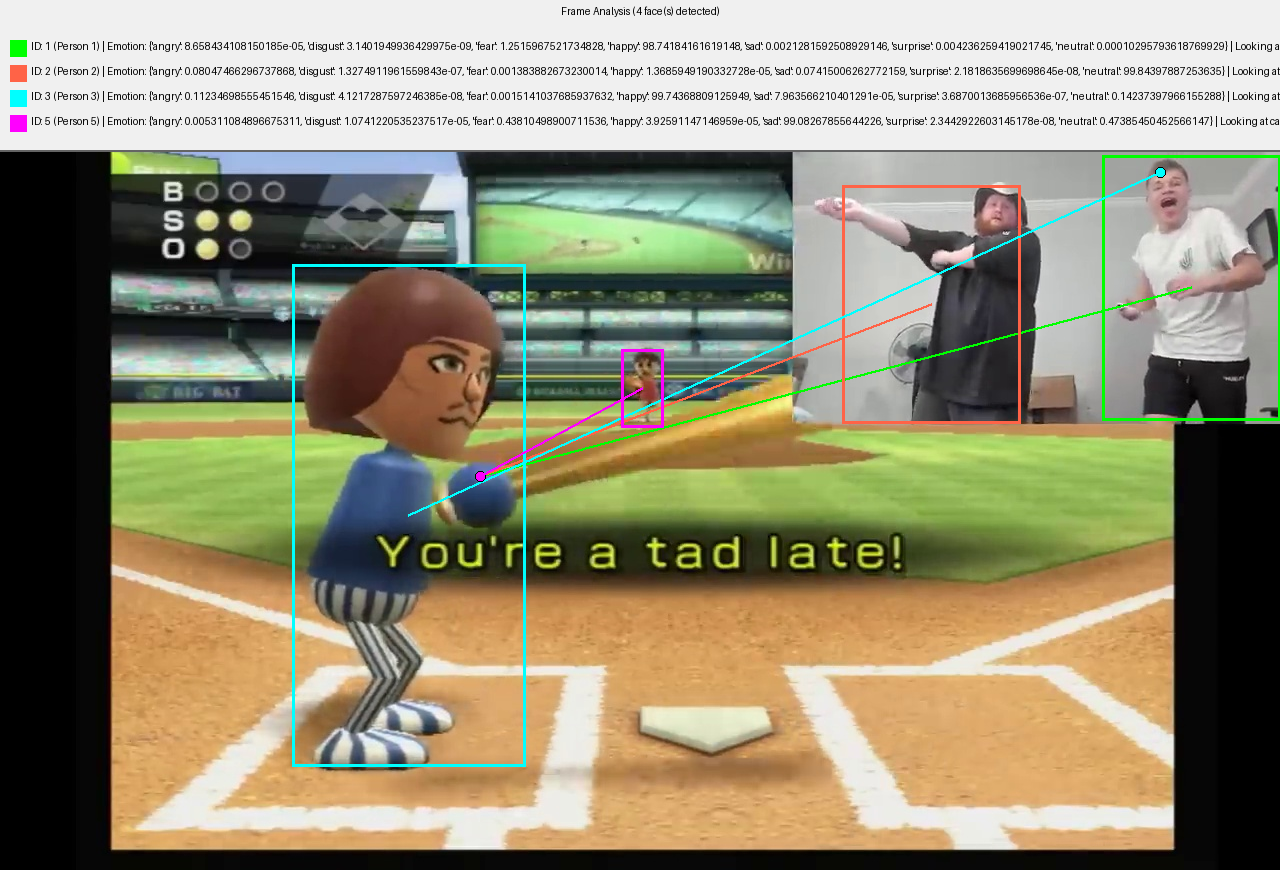 Frame Analysis (4 face(s) detected)
ID: 1 (Person 1) | Emotion: {'angry': 8.658434108150185e-05, 'disgust': 3.1401949936429975e-09, 'fear': 1.2515967521734828, 'happy': 98.74184161619148, 'sad': 0.0021281592508929146, 'surprise': 0.004236259419021745, 'neutral': 0.00010295793618769929} | Looking a
ID: 2 (Person 2) | Emotion: {'angry': 0.08047466296737868, 'disgust': 1.3274911961559843e-07, 'fear': 0.001383882673230014, 'happy': 1.3685949190332728e-05, 'sad': 0.07415006262772159, 'surprise': 2.1818635699698645e-08, 'neutral': 99.84397887253635} | Looking at
ID: 3 (Person 3) | Emotion: {'angry': 0.11234698555451546, 'disgust': 4.1217287597246385e-08, 'fear': 0.0015141037685937632, 'happy': 99.74368809125949, 'sad': 7.963566210401291e-05, 'surprise': 3.6870013685956536e-07, 'neutral': 0.14237397966155288} | Looking a
ID: 5 (Person 5) | Emotion: {'angry': 0.005311084896675311, 'disgust': 1.0741220535237517e-05, 'fear': 0.43810498900711536, 'happy': 3.92591147146959e-05, 'sad': 99.08267855644226, 'surprise': 2.3442922603145178e-08, 'neutral': 0.47385450452566147} | Looking at ca
B
S
O
Wii
BIG BAT
You're a tad late!